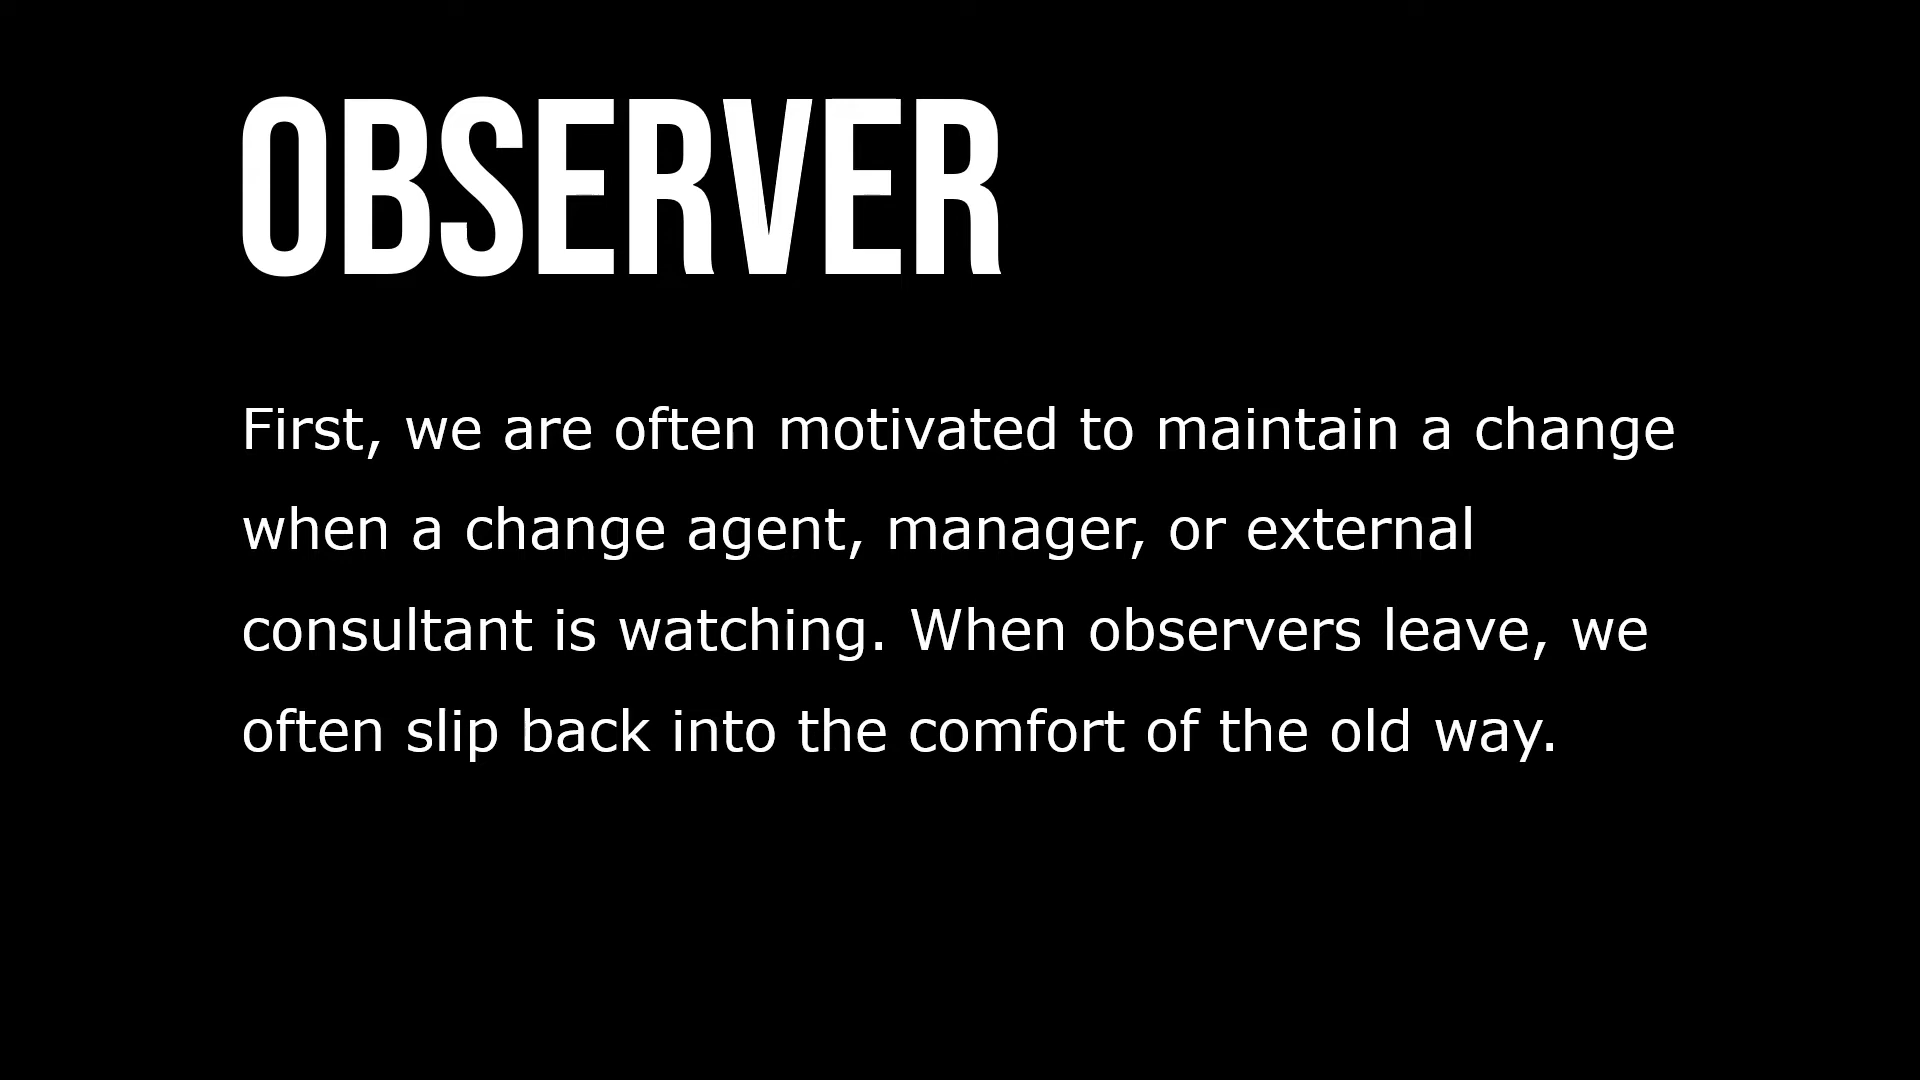 OBSERVER
First, we are often motivated to maintain a change
when a change agent, manager, or external
consultant is watching. When observers leave, we
often slip back into the comfort of the old way.